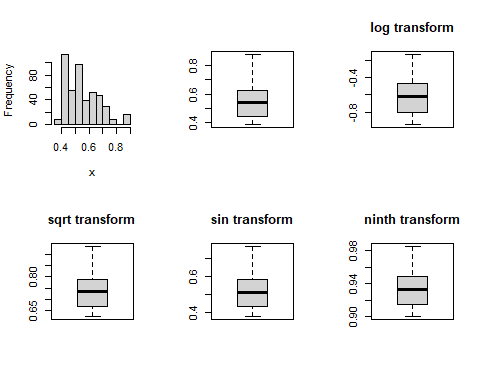 log transform
Frequency
0 40 80
0.4 0.6 0.8
x
0.4 0.6 0.8
-0.8 -0.4
sqrt transform
sin transform
ninth transform
0.65 0.80
0.4 0.6
0.90 0.94 0.98